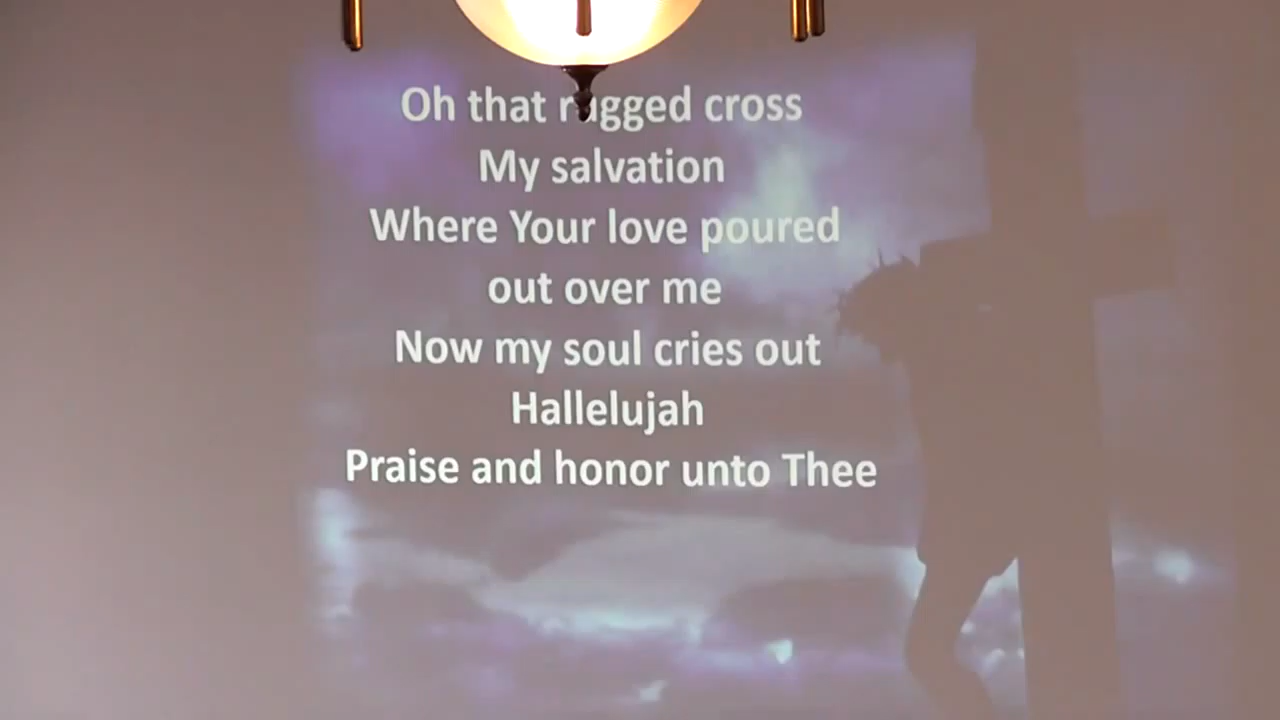 Oh that rugged cross
My salvation
Where Your love poured
out over me
Now my soul cries out
Hallelujah
Praise and honor unto Thee